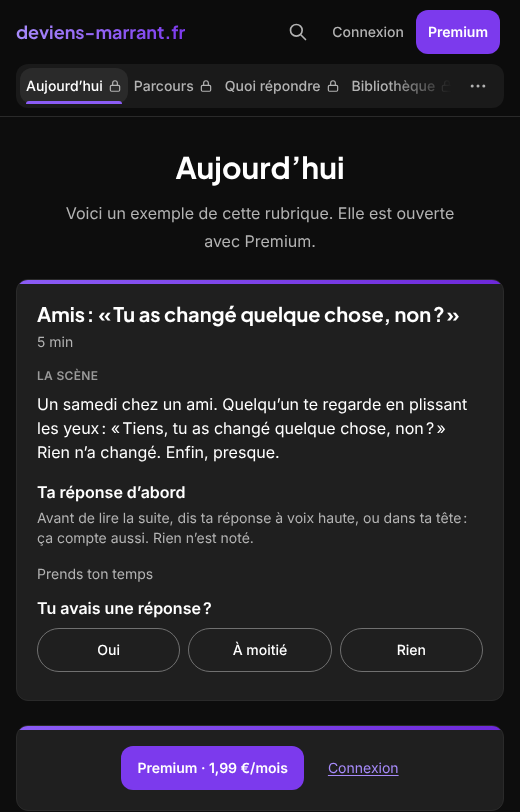 deviens-marrant.fr
Connexion
Premium
Aujourd’hui
Parcours
Quoi répondre
Bibliothèque
Aujourd’hui
Voici un exemple de cette rubrique. Elle est ouverte
avec Premium.
Amis : « Tu as changé quelque chose, non ? »
5 min
LA SCÈNE
Un samedi chez un ami. Quelqu’un te regarde en plissant
les yeux : « Tiens, tu as changé quelque chose, non ? »
Rien n’a changé. Enfin, presque.
Ta réponse d’abord
Avant de lire la suite, dis ta réponse à voix haute, ou dans ta tête :
ça compte aussi. Rien n’est noté.
Prends ton temps
Tu avais une réponse ?
Oui
À moitié
Rien
Premium · 1,99 €/mois
Connexion